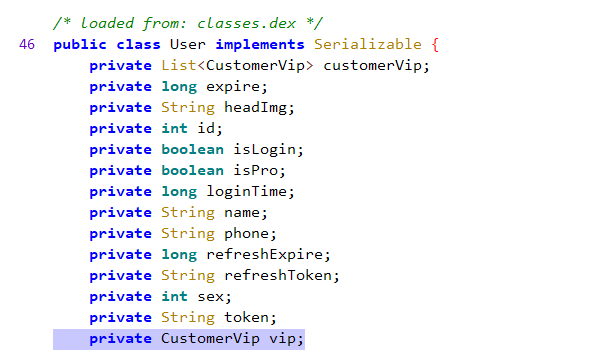 /* loaded from: classes.dex */
46 public class User implements Serializable {
private List<CustomerVip> customerVip;
private long expire;
private String headImg;
private int id;
private boolean isLogin;
private boolean isPro;
private long loginTime;
private String name;
private String phone;
private long refreshExpire;
private String refreshToken;
private int sex;
private String token;
private CustomerVip vip;